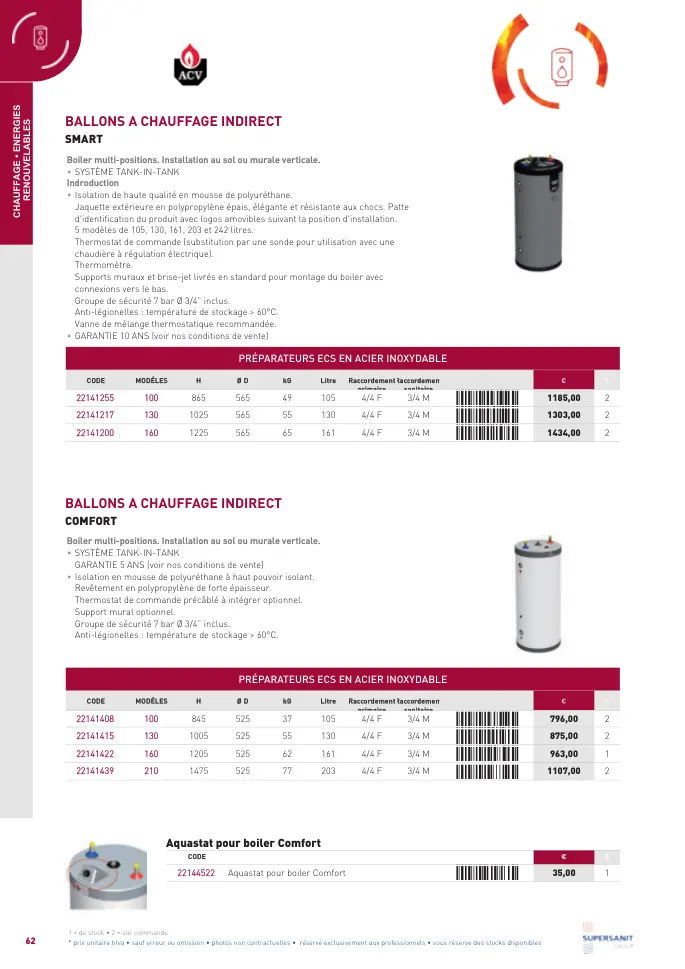 CHAUFFAGE • ENERGIES
RENOUVELABLES
ACV
BALLONS A CHAUFFAGE INDIRECT
SMART
Boiler multi-positions. Installation au sol ou murale verticale.
• SYSTÈME TANK-IN-TANK
Indroduction
• Isolation de haute qualité en mousse de polyuréthane.
Jaquette extérieure en polypropylène épais, élégante et résistante aux chocs. Patte
d'identification du produit avec logos amovibles suivant la position d'installation.
5 modèles de 105, 130, 161, 203 et 242 litres.
Thermostat de commande (substitution par une sonde pour utilisation avec une
chaudière à régulation électrique).
Thermomètre.
Supports muraux et brise-jet livrés en standard pour montage du boiler avec
connexions vers le bas.
Groupe de sécurité 7 bar Ø 3/4" inclus.
Anti-légionelles : température de stockage > 60°C.
Vanne de mélange thermostatique recommandée.
• GARANTIE 10 ANS (voir nos conditions de vente)
PRÉPARATEURS ECS EN ACIER INOXYDABLE
CODE MODÈLES H Ø D kG Litre Raccordement primaire Raccordement sanitaire €
22141255 100 865 565 49 105 4/4 F 3/4 M 1185,00 2
22141217 130 1025 565 55 130 4/4 F 3/4 M 1303,00 2
22141200 160 1225 565 65 161 4/4 F 3/4 M 1434,00 2
BALLONS A CHAUFFAGE INDIRECT
COMFORT
Boiler multi-positions. Installation au sol ou murale verticale.
• SYSTÈME TANK-IN-TANK
GARANTIE 5 ANS (voir nos conditions de vente)
• Isolation en mousse de polyuréthane à haut pouvoir isolant.
Revêtement en polypropylène de forte épaisseur.
Thermostat de commande précâblé à intégrer optionnel.
Support mural optionnel.
Groupe de sécurité 7 bar Ø 3/4" inclus.
Anti-légionelles : température de stockage > 60°C.
PRÉPARATEURS ECS EN ACIER INOXYDABLE
CODE MODÈLES H Ø D kG Litre Raccordement primaire Raccordement sanitaire €
22141408 100 845 525 37 105 4/4 F 3/4 M 796,00 2
22141415 130 1005 525 55 130 4/4 F 3/4 M 875,00 2
22141422 160 1205 525 62 161 4/4 F 3/4 M 963,00 1
22141439 210 1475 525 77 203 4/4 F 3/4 M 1107,00 2
Aquastat pour boiler Comfort
CODE €
22144522 Aquastat pour boiler Comfort 35,00 1
1 = de stock • 2 = sur commande
* prix unitaire htva • sauf erreur ou omission • photos non contractuelles • réservé exclusivement aux professionnels • sous réserve des stocks disponibles
62
SUPERSANIT
GROUP